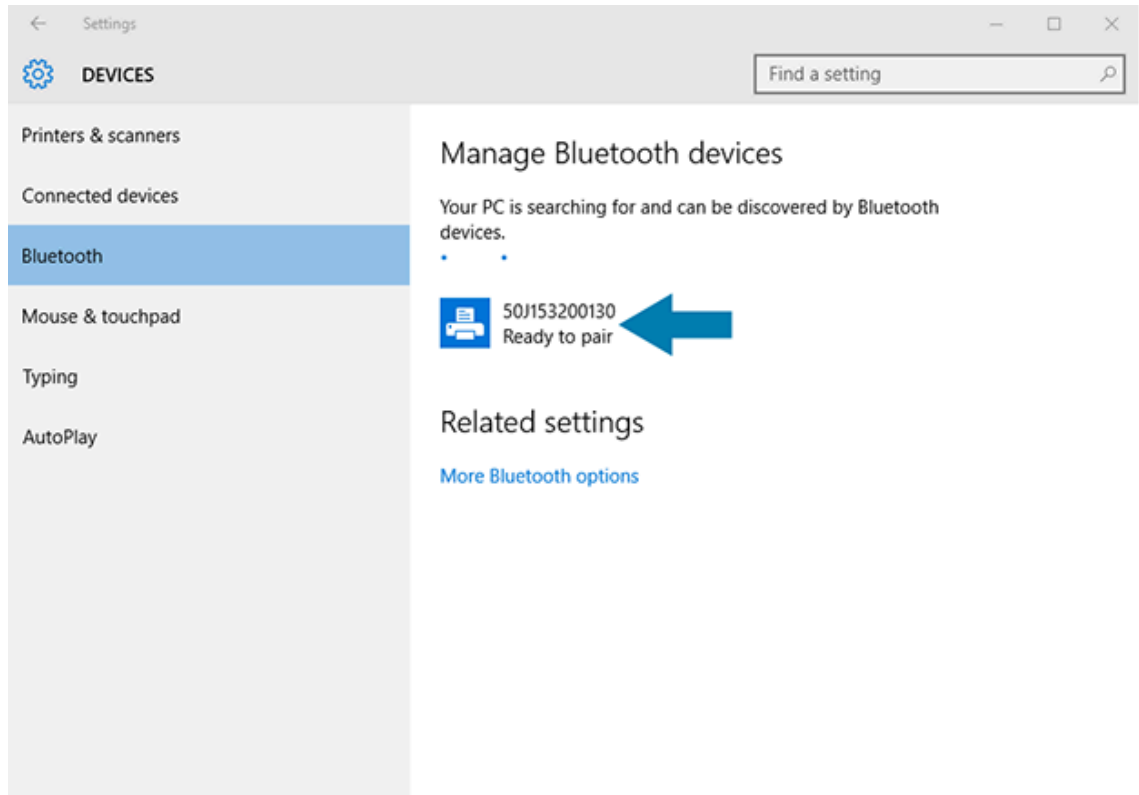 Settings
DEVICES
Find a setting
Printers & scanners
Connected devices
Bluetooth
Mouse & touchpad
Typing
AutoPlay
Manage Bluetooth devices
Your PC is searching for and can be discovered by Bluetooth
devices.
50J153200130
Ready to pair
Related settings
More Bluetooth options